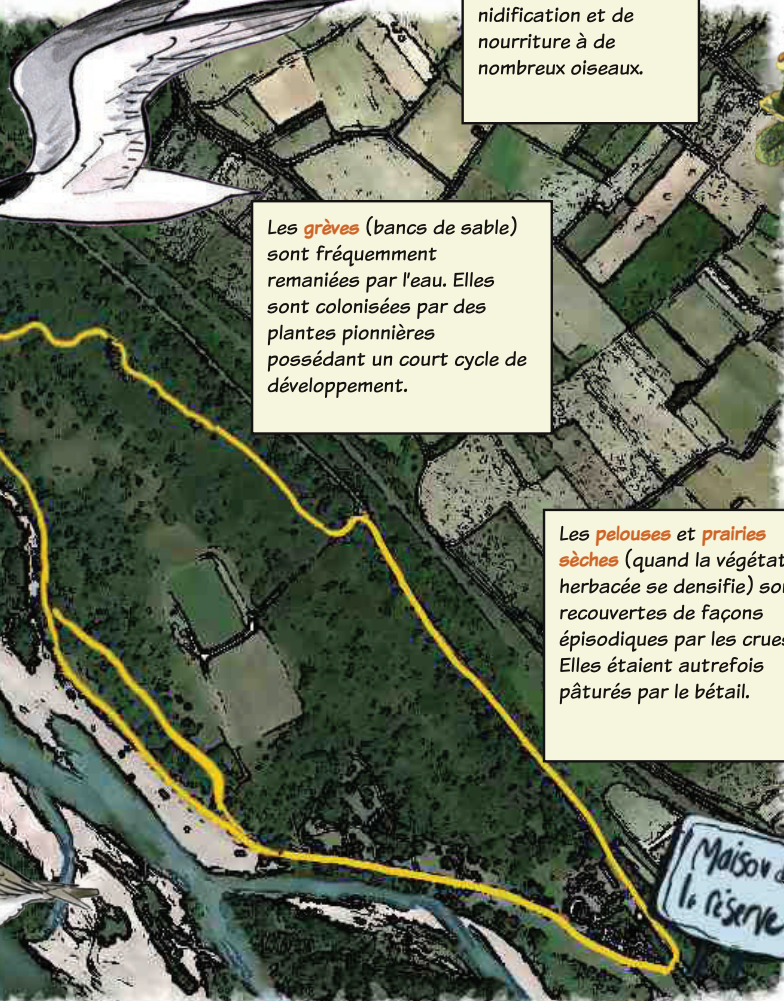 nidification et de
nourriture à de
nombreux oiseaux.
Les grèves (bancs de sable)
sont fréquemment
remaniées par l'eau. Elles
sont colonisées par des
plantes pionnières
possédant un court cycle de
développement.
Les pelouses et prairies
sèches (quand la végétat
herbacée se densifie)
recouvertes de façons
épisodiques par les crues
Elles étaient autrefois
pâturés par le bétail.
Maison
la réserve